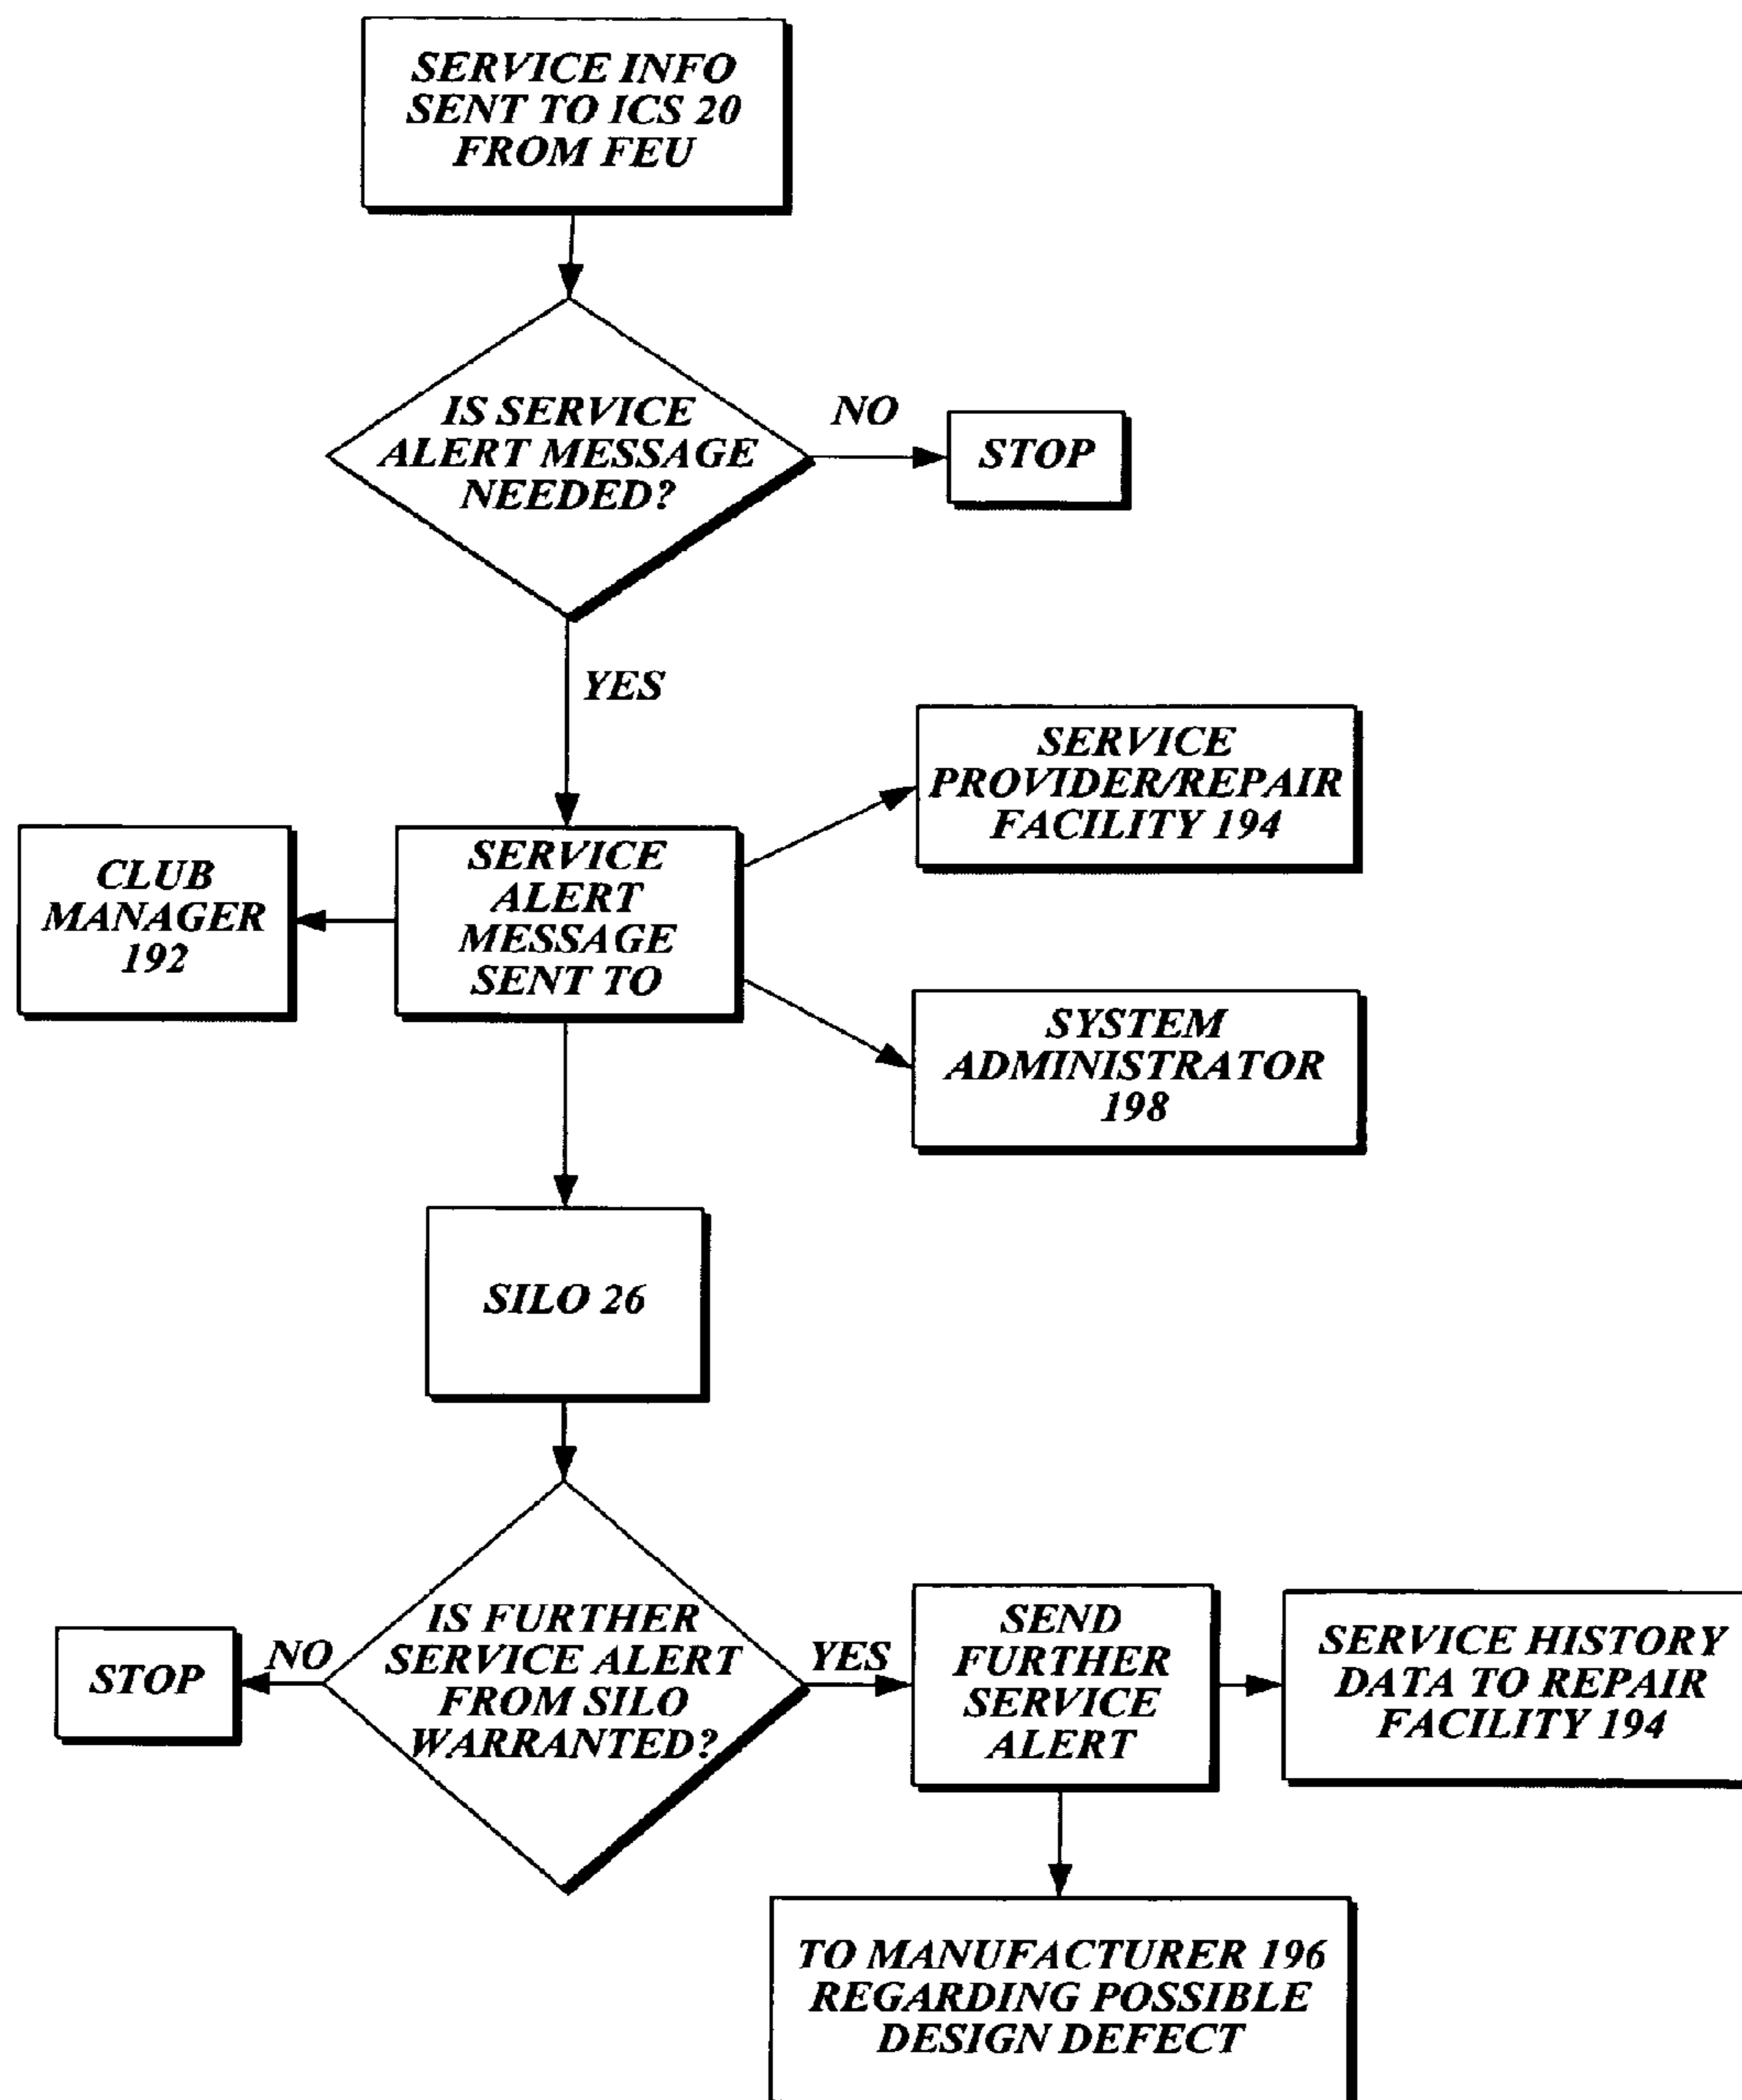 SERVICE INFO
SENT TO ICS 20
FROM FEU
IS SERVICE
ALERT MESSAGE
NEEDED?
NO
STOP
YES
SERVICE
PROVIDER/REPAIR
FACILITY 194
CLUB
MANAGER
192
SERVICE
ALERT
MESSAGE
SENT TO
SYSTEM
ADMINISTRATOR
198
SILO 26
STOP
NO
IS FURTHER
SERVICE ALERT
FROM SILO
WARRANTED?
YES
SEND
FURTHER
SERVICE
ALERT
SERVICE HISTORY
DATA TO REPAIR
FACILITY 194
TO MANUFACTURER 196
REGARDING POSSIBLE
DESIGN DEFECT